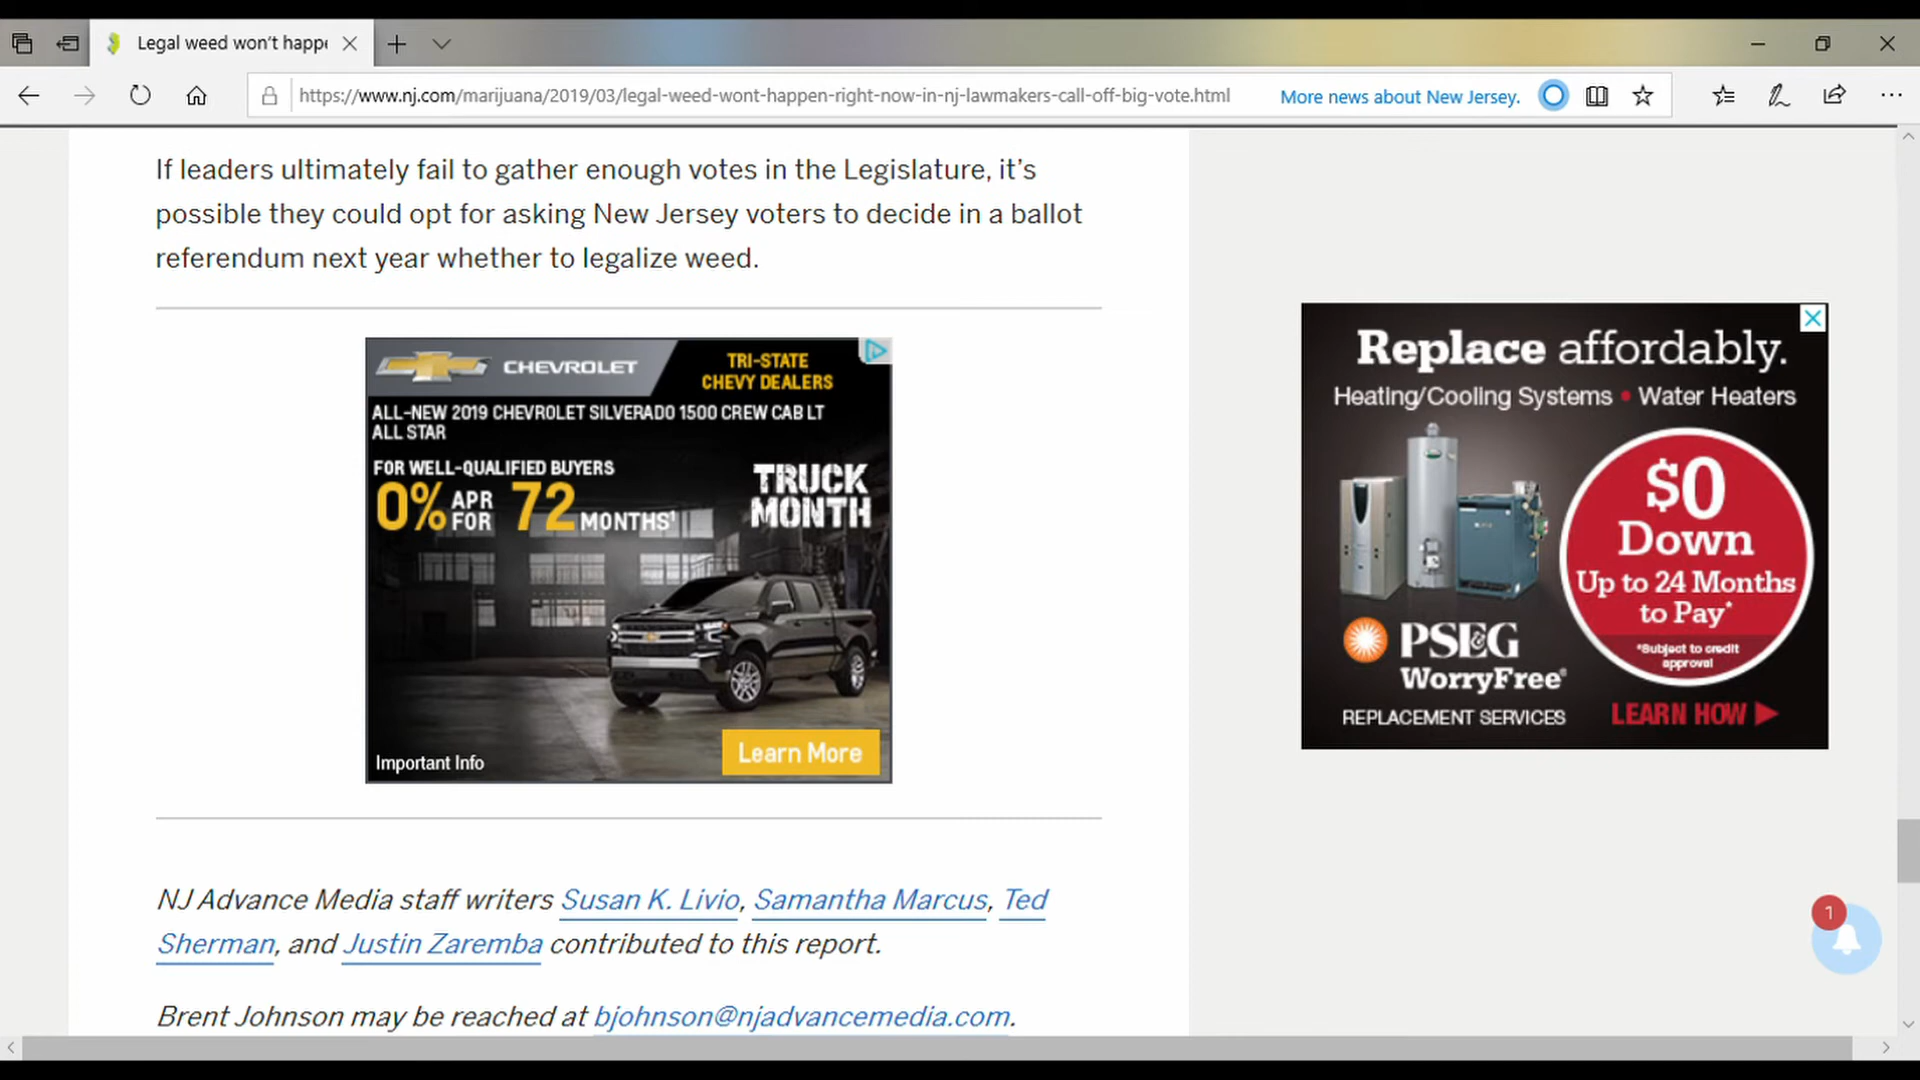 Legal weed won't happe
https://www.nj.com/marijuana/2019/03/legal-weed-wont-happen-right-now-in-nj-lawmakers-call-off-big-vote.html
More news about New Jersey.
If leaders ultimately fail to gather enough votes in the Legislature, it's
possible they could opt for asking New Jersey voters to decide in a ballot
referendum next year whether to legalize weed.
CHEVROLET
TRI-STATE
CHEVY DEALERS
ALL-NEW 2019 CHEVROLET SILVERADO 1500 CREW CAB LT
ALL STAR
FOR WELL-QUALIFIED BUYERS
0% APR FOR 72 MONTHS¹
TRUCK
MONTH
Important Info
Learn More
Replace affordably.
Heating/Cooling Systems • Water Heaters
$0
Down
Up to 24 Months
to Pay*
*Subject to credit
approval
PSE&G
WorryFree®
REPLACEMENT SERVICES
LEARN HOW
1
NJ Advance Media staff writers Susan K. Livio, Samantha Marcus, Ted
Sherman, and Justin Zaremba contributed to this report.
Brent Johnson may be reached at bjohnson@njadvancemedia.com.